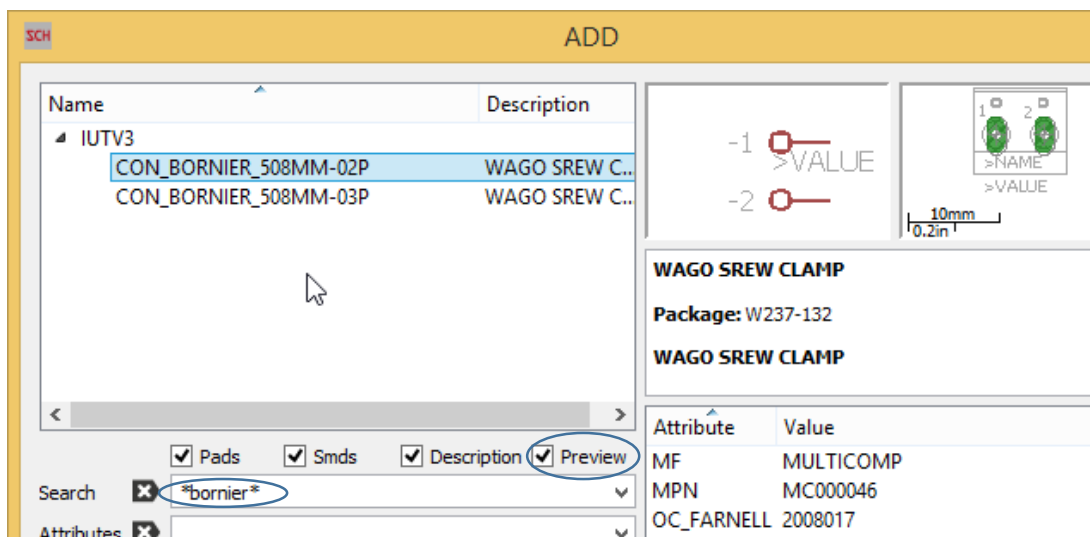 SCH
ADD
Name Description
IUTV3
CON_BORNIER_508MM-02P WAGO SREW C...
CON_BORNIER_508MM-03P WAGO SREW C...
Pads Smds Description Preview
Search *bornier*
Attributes
-1
>VALUE
-2
1 2
>NAME
>VALUE
10mm
0.2in
WAGO SREW CLAMP
Package: W237-132
WAGO SREW CLAMP
Attribute Value
MF MULTICOMP
MPN MC000046
OC_FARNELL 2008017